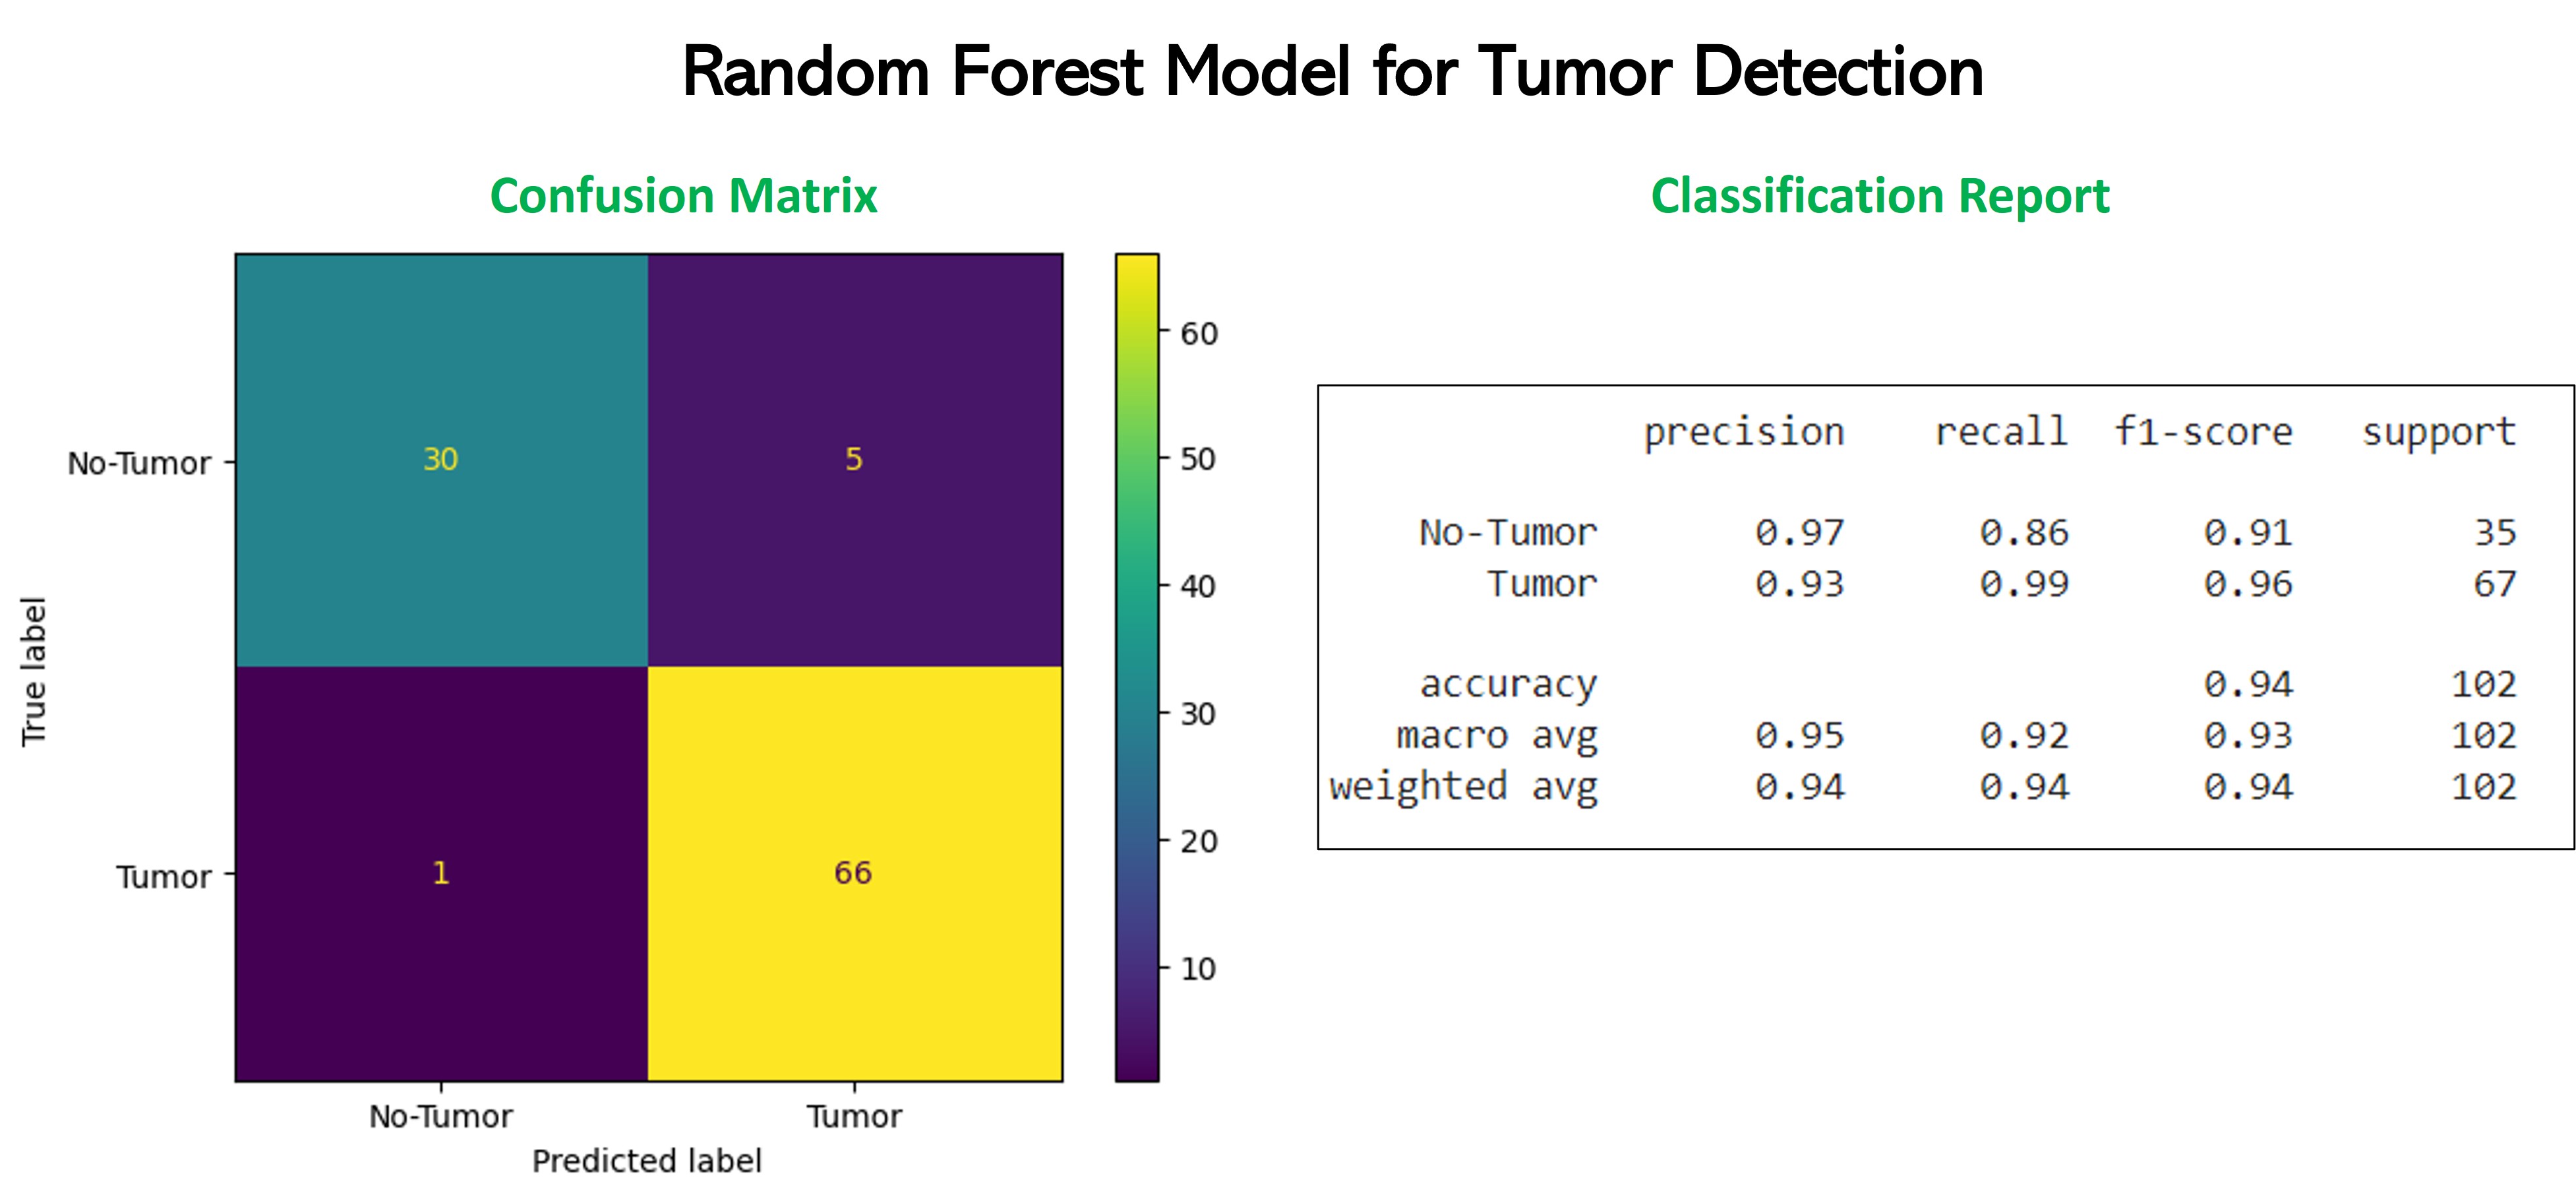 Random Forest Model for Tumor Detection
Confusion Matrix
True label
No-Tumor
30
5
Tumor
1
66
No-Tumor
Tumor
Predicted label
60
50
40
30
20
10
Classification Report
precision recall f1-score support
No-Tumor 0.97 0.86 0.91 35
Tumor 0.93 0.99 0.96 67
accuracy 0.94 102
macro avg 0.95 0.92 0.93 102
weighted avg 0.94 0.94 0.94 102